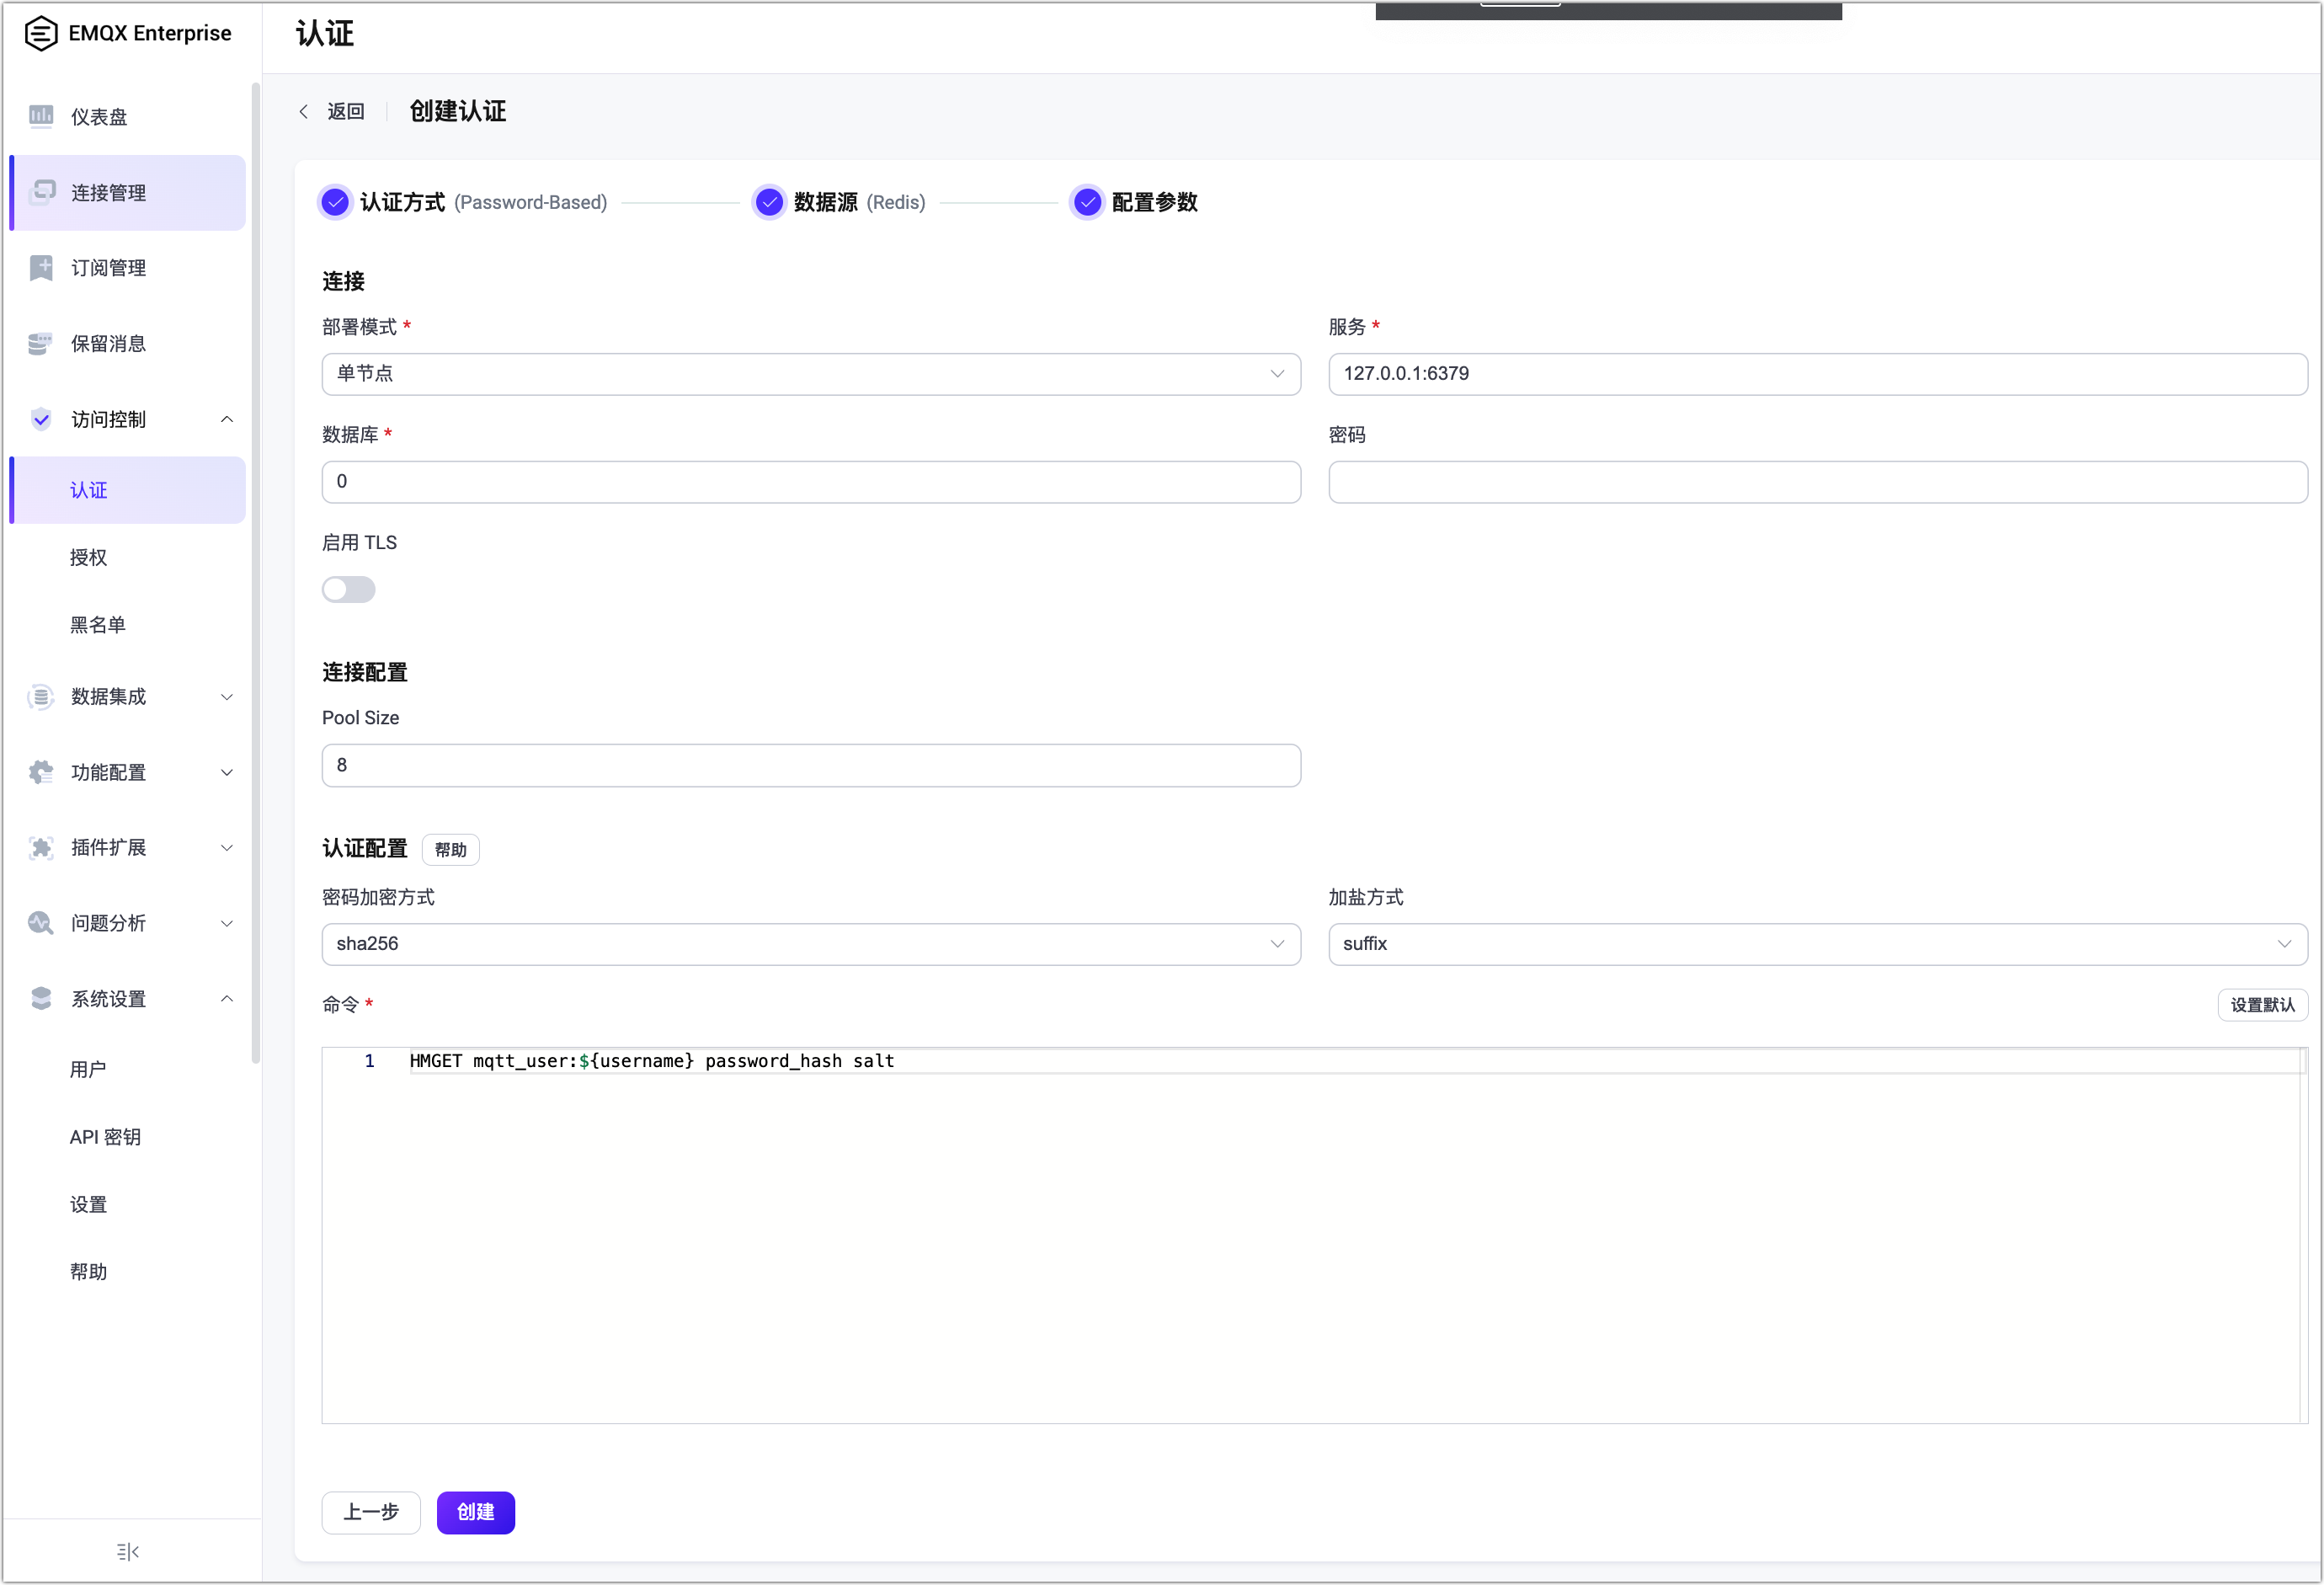 EMQX Enterprise
仪表盘
连接管理
订阅管理
保留消息
访问控制
认证
授权
黑名单
数据集成
功能配置
插件扩展
问题分析
系统设置
用户
API 密钥
设置
帮助
认证
返回
创建认证
认证方式 (Password-Based)
数据源 (Redis)
配置参数
连接
部署模式 *
服务 *
单节点
127.0.0.1:6379
数据库 *
密码
0
启用 TLS
连接配置
Pool Size
8
认证配置
帮助
密码加密方式
加盐方式
sha256
suffix
命令 *
设置默认
1 HMGET mqtt_user:${username} password_hash salt
上一步
创建